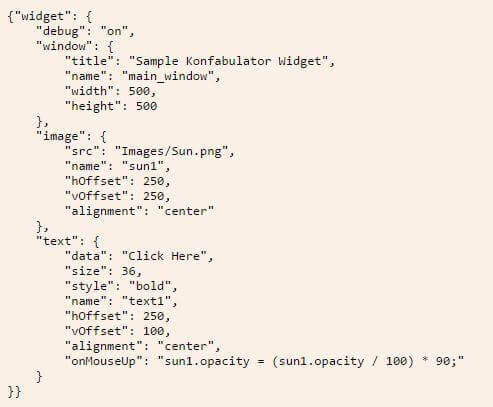 {"widget": {
    "debug": "on",
    "window": {
        "title": "Sample Konfabulator Widget",
        "name": "main_window",
        "width": 500,
        "height": 500
    },
    "image": {
        "src": "Images/Sun.png",
        "name": "sun1",
        "hOffset": 250,
        "vOffset": 250,
        "alignment": "center"
    },
    "text": {
        "data": "Click Here",
        "size": 36,
        "style": "bold",
        "name": "text1",
        "hOffset": 250,
        "vOffset": 100,
        "alignment": "center",
        "onMouseUp": "sun1.opacity = (sun1.opacity / 100) * 90;"
    }
}}